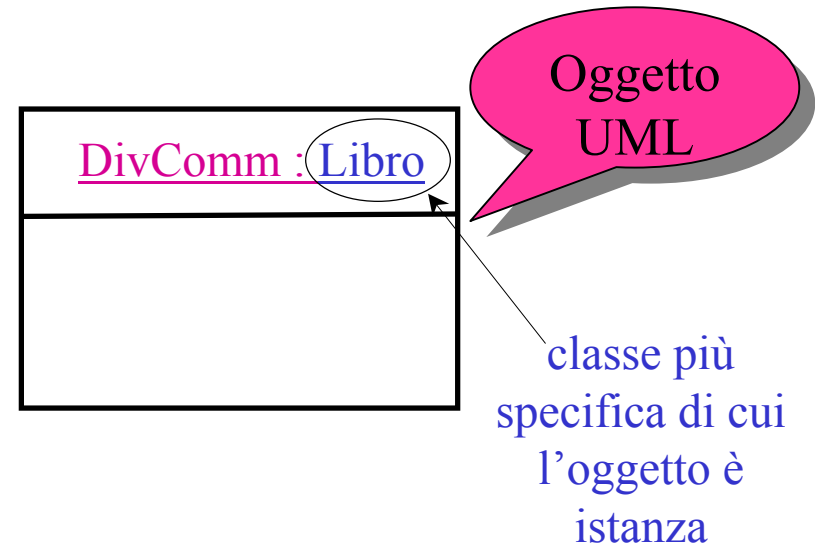 Oggetto
UML
DivComm : Libro
classe più
specifica di cui
l’oggetto è
istanza